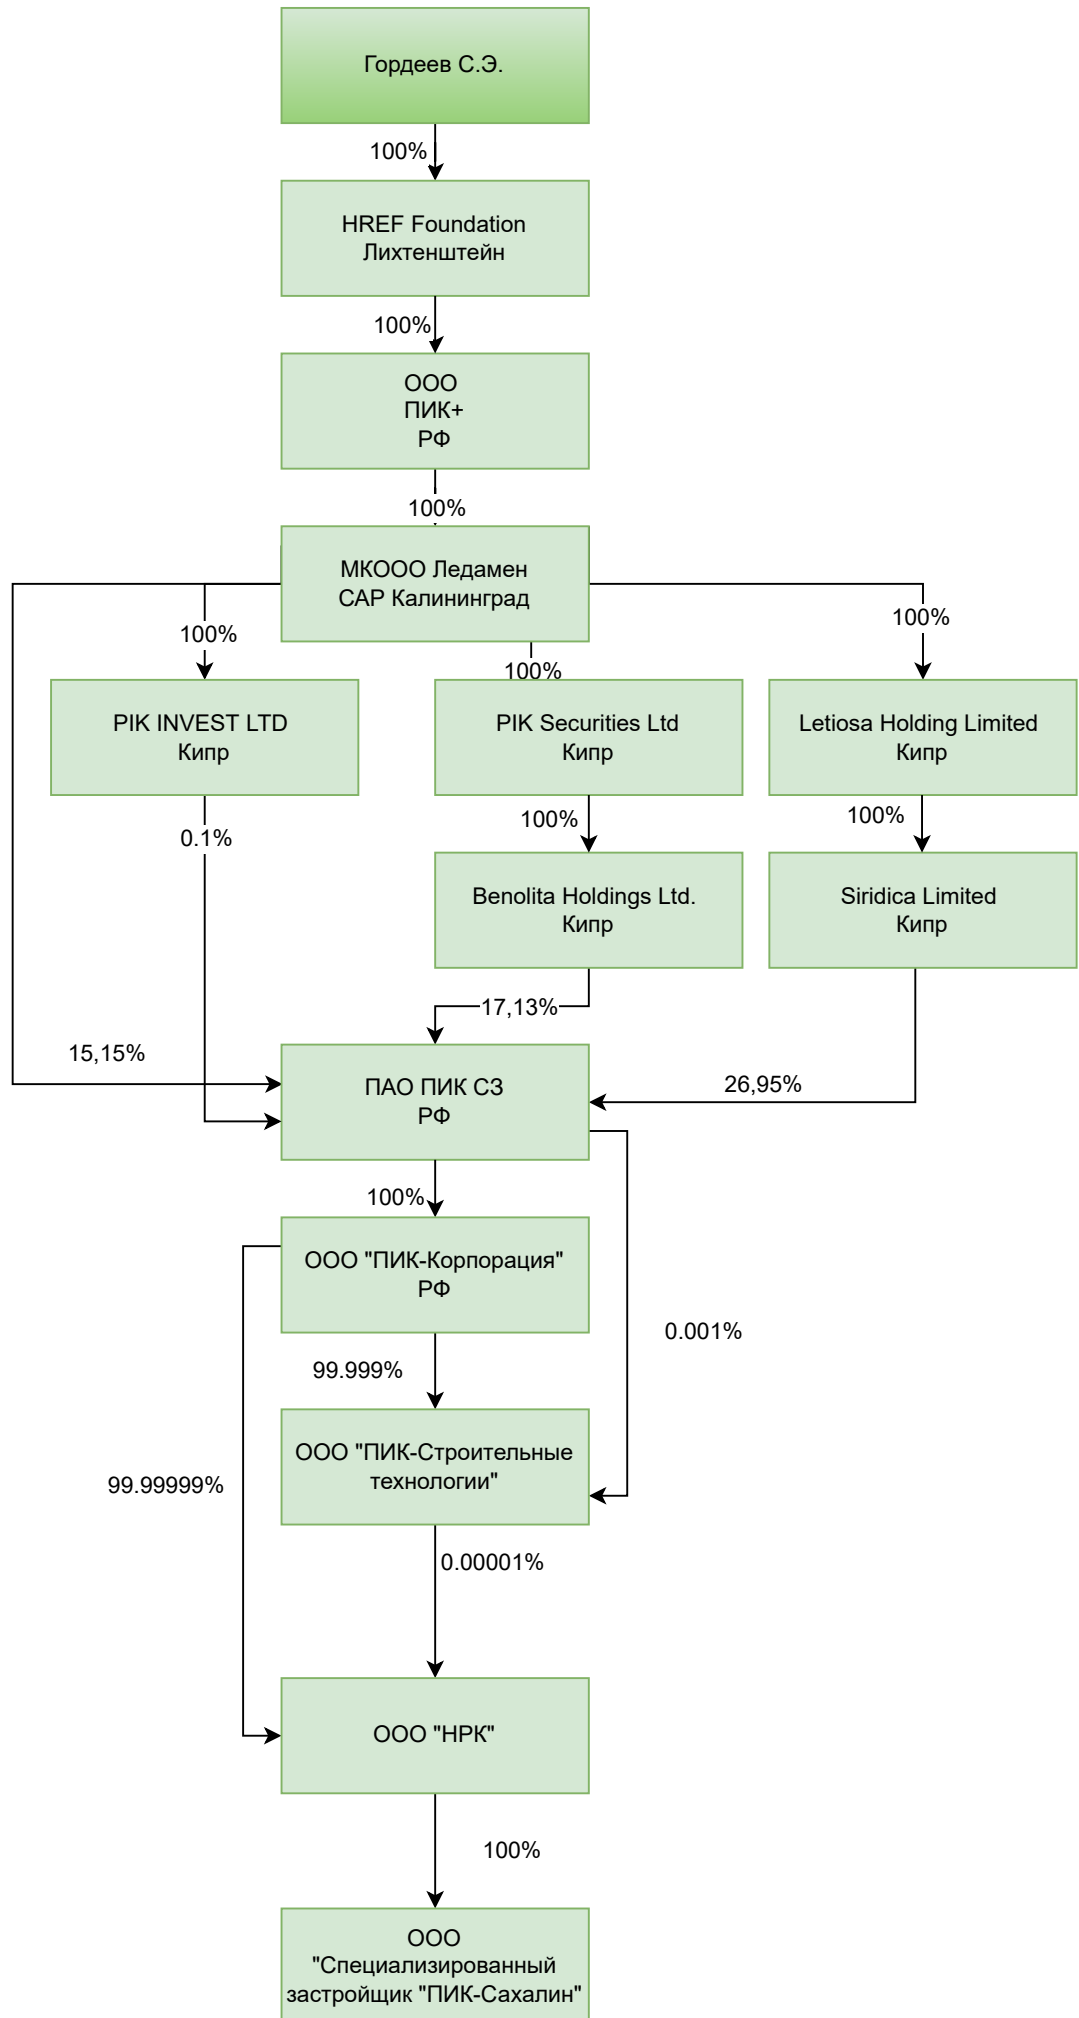 Гордеев С.Э.
100%
HREF Foundation
Лихтенштейн
100%
ООО
ПИК+
РФ
100%
МКООО Ледамен
САР Калининград
100%
100%
100%
PIK INVEST LTD
Кипр
PIK Securities Ltd
Кипр
Letiosa Holding Limited
Кипр
0.1%
100%
100%
Benolita Holdings Ltd.
Кипр
Siridica Limited
Кипр
17,13%
15,15%
26,95%
ПАО ПИК СЗ
РФ
100%
ООО "ПИК-Корпорация"
РФ
0.001%
99.999%
ООО "ПИК-Строительные
технологии"
99.99999%
0.00001%
ООО "НРК"
100%
ООО
"Специализированный
застройщик "ПИК-Сахалин"